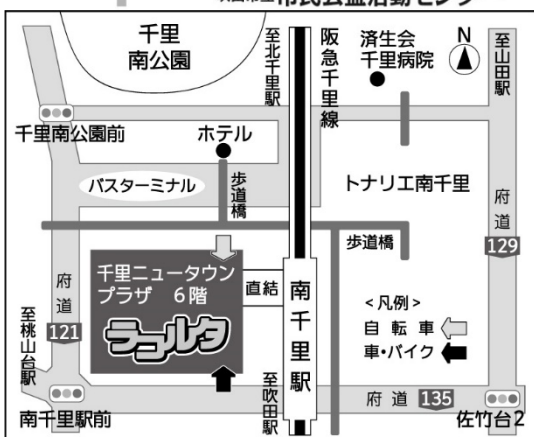 市民公益活動センター
千里
南公園
至北千里駅
阪急千里線
済生会
千里病院
N
至山田駅
千里南公園前
ホテル
バスターミナル
歩道橋
トナリエ南千里
府道
129
歩道橋
千里ニュータウン
プラザ 6階
ラコルタ
直結
南千里駅
<凡例>
自転車
車・バイク
府道
121
至桃山台駅
至吹田駅
南千里駅前
府道 135
佐竹台2